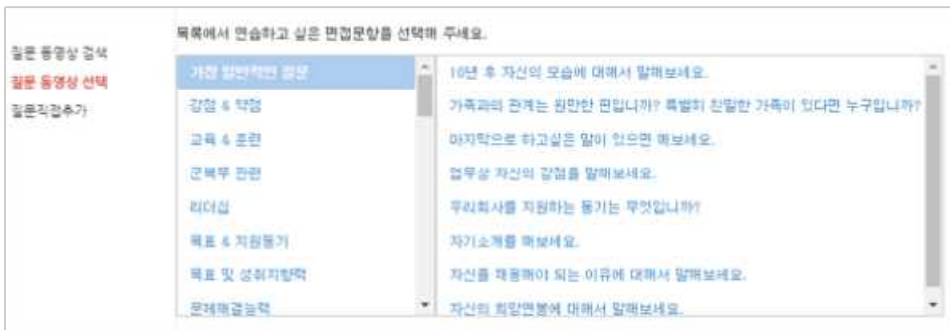 목록에서 연습하고 싶은 면접문항을 선택해 주세요.
질문 동영상 검색
질문 동영상 선택
질문직접추가
가장 일반적인 질문
강점 & 약점
교육 & 훈련
군복무 관련
리더십
목표 & 지원동기
목표 및 성취지향력
문제해결능력
10년 후 자신의 모습에 대해서 말해보세요.
가족과의 관계는 원만한 편입니까? 특별히 친밀한 가족이 있다면 누구입니까?
마지막으로 하고싶은 말이 있으면 해보세요.
업무상 자신의 강점을 말해보세요.
우리회사를 지원하는 동기는 무엇입니까?
자기소개를 해보세요.
자신을 채용해야 되는 이유에 대해서 말해보세요.
자신의 희망연봉에 대해서 말해보세요.